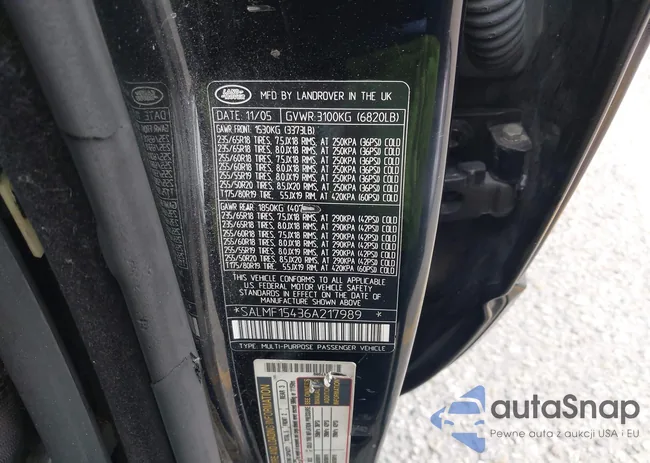 LAND ROVER
MFD BY LANDROVER IN THE UK
DATE: 11/05 GVWR: 3100KG (6820LB)
GAWR FRONT: 1530KG (3373LB)
235/65R18 TIRES, 7.5JX18 RIMS, AT 250KPA (36PSI) COLD
235/65R18 TIRES, 8.0JX18 RIMS, AT 250KPA (36PSI) COLD
255/60R18 TIRES, 7.5JX18 RIMS, AT 250KPA (36PSI) COLD
255/60R18 TIRES, 8.0JX18 RIMS, AT 250KPA (36PSI) COLD
255/55R19 TIRES, 8.0JX19 RIMS, AT 250KPA (36PSI) COLD
255/50R20 TIRES, 8.5JX20 RIMS, AT 250KPA (36PSI) COLD
T175/80R19 TIRE, 5.5JX19 RIM, AT 420KPA (60PSI) COLD
GAWR REAR: 1850KG (407
235/65R18 TIRES, 7.5JX18 RIMS, AT 290KPA (42PSI) COLD
235/65R18 TIRES, 8.0JX18 RIMS, AT 290KPA (42PSI) COLD
255/60R18 TIRES, 7.5JX18 RIMS, AT 290KPA (42PSI) COLD
255/60R18 TIRES, 8.0JX18 RIMS, AT 290KPA (42PSI) COLD
255/55R19 TIRES, 8.0JX19 RIMS, AT 290KPA (42PSI) COLD
255/50R20 TIRES, 8.5JX20 RIMS, AT 290KPA (42PSI) COLD
T175/80R19 TIRE, 5.5JX19 RIM, AT 420KPA (60PSI) COLD
THIS VEHICLE CONFORMS TO ALL APPLICABLE
U.S FEDERAL MOTOR VEHICLE SAFETY
STANDARDS IN EFFECT ON THE DATE OF
MANUFACTURE SHOWN ABOVE
*SALMF15436A217989 *
TYPE: MULTI-PURPOSE PASSENGER VEHICLE
LOADING INFORMATION
autaSnap
Pewne auta z aukcji USA i EU